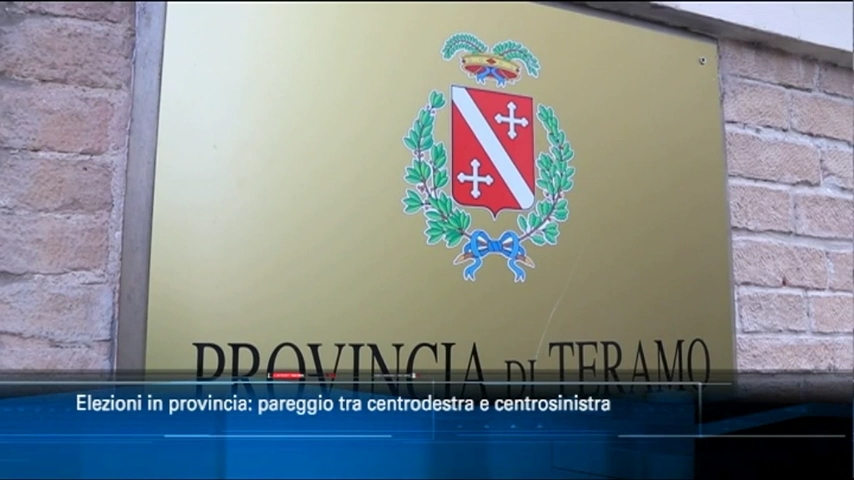 PROVINCIA DI TERAMO
Elezioni in provincia: pareggio tra centrodestra e centrosinistra